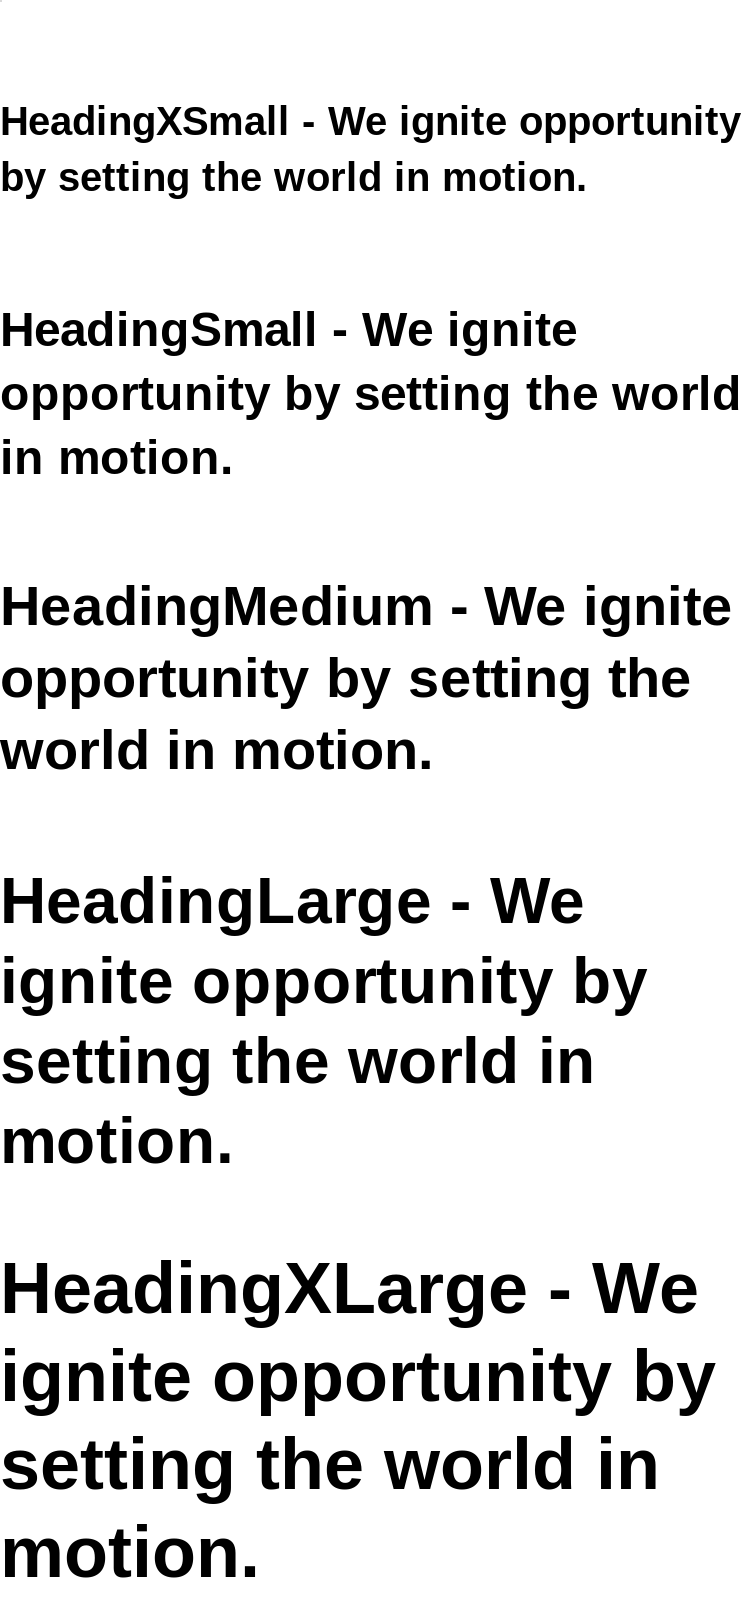 HeadingXSmall - We ignite opportunity
by setting the world in motion.
HeadingSmall - We ignite
opportunity by setting the world
in motion.
HeadingMedium - We ignite
opportunity by setting the
world in motion.
HeadingLarge - We
ignite opportunity by
setting the world in
motion.
HeadingXLarge - We
ignite opportunity by
setting the world in
motion.